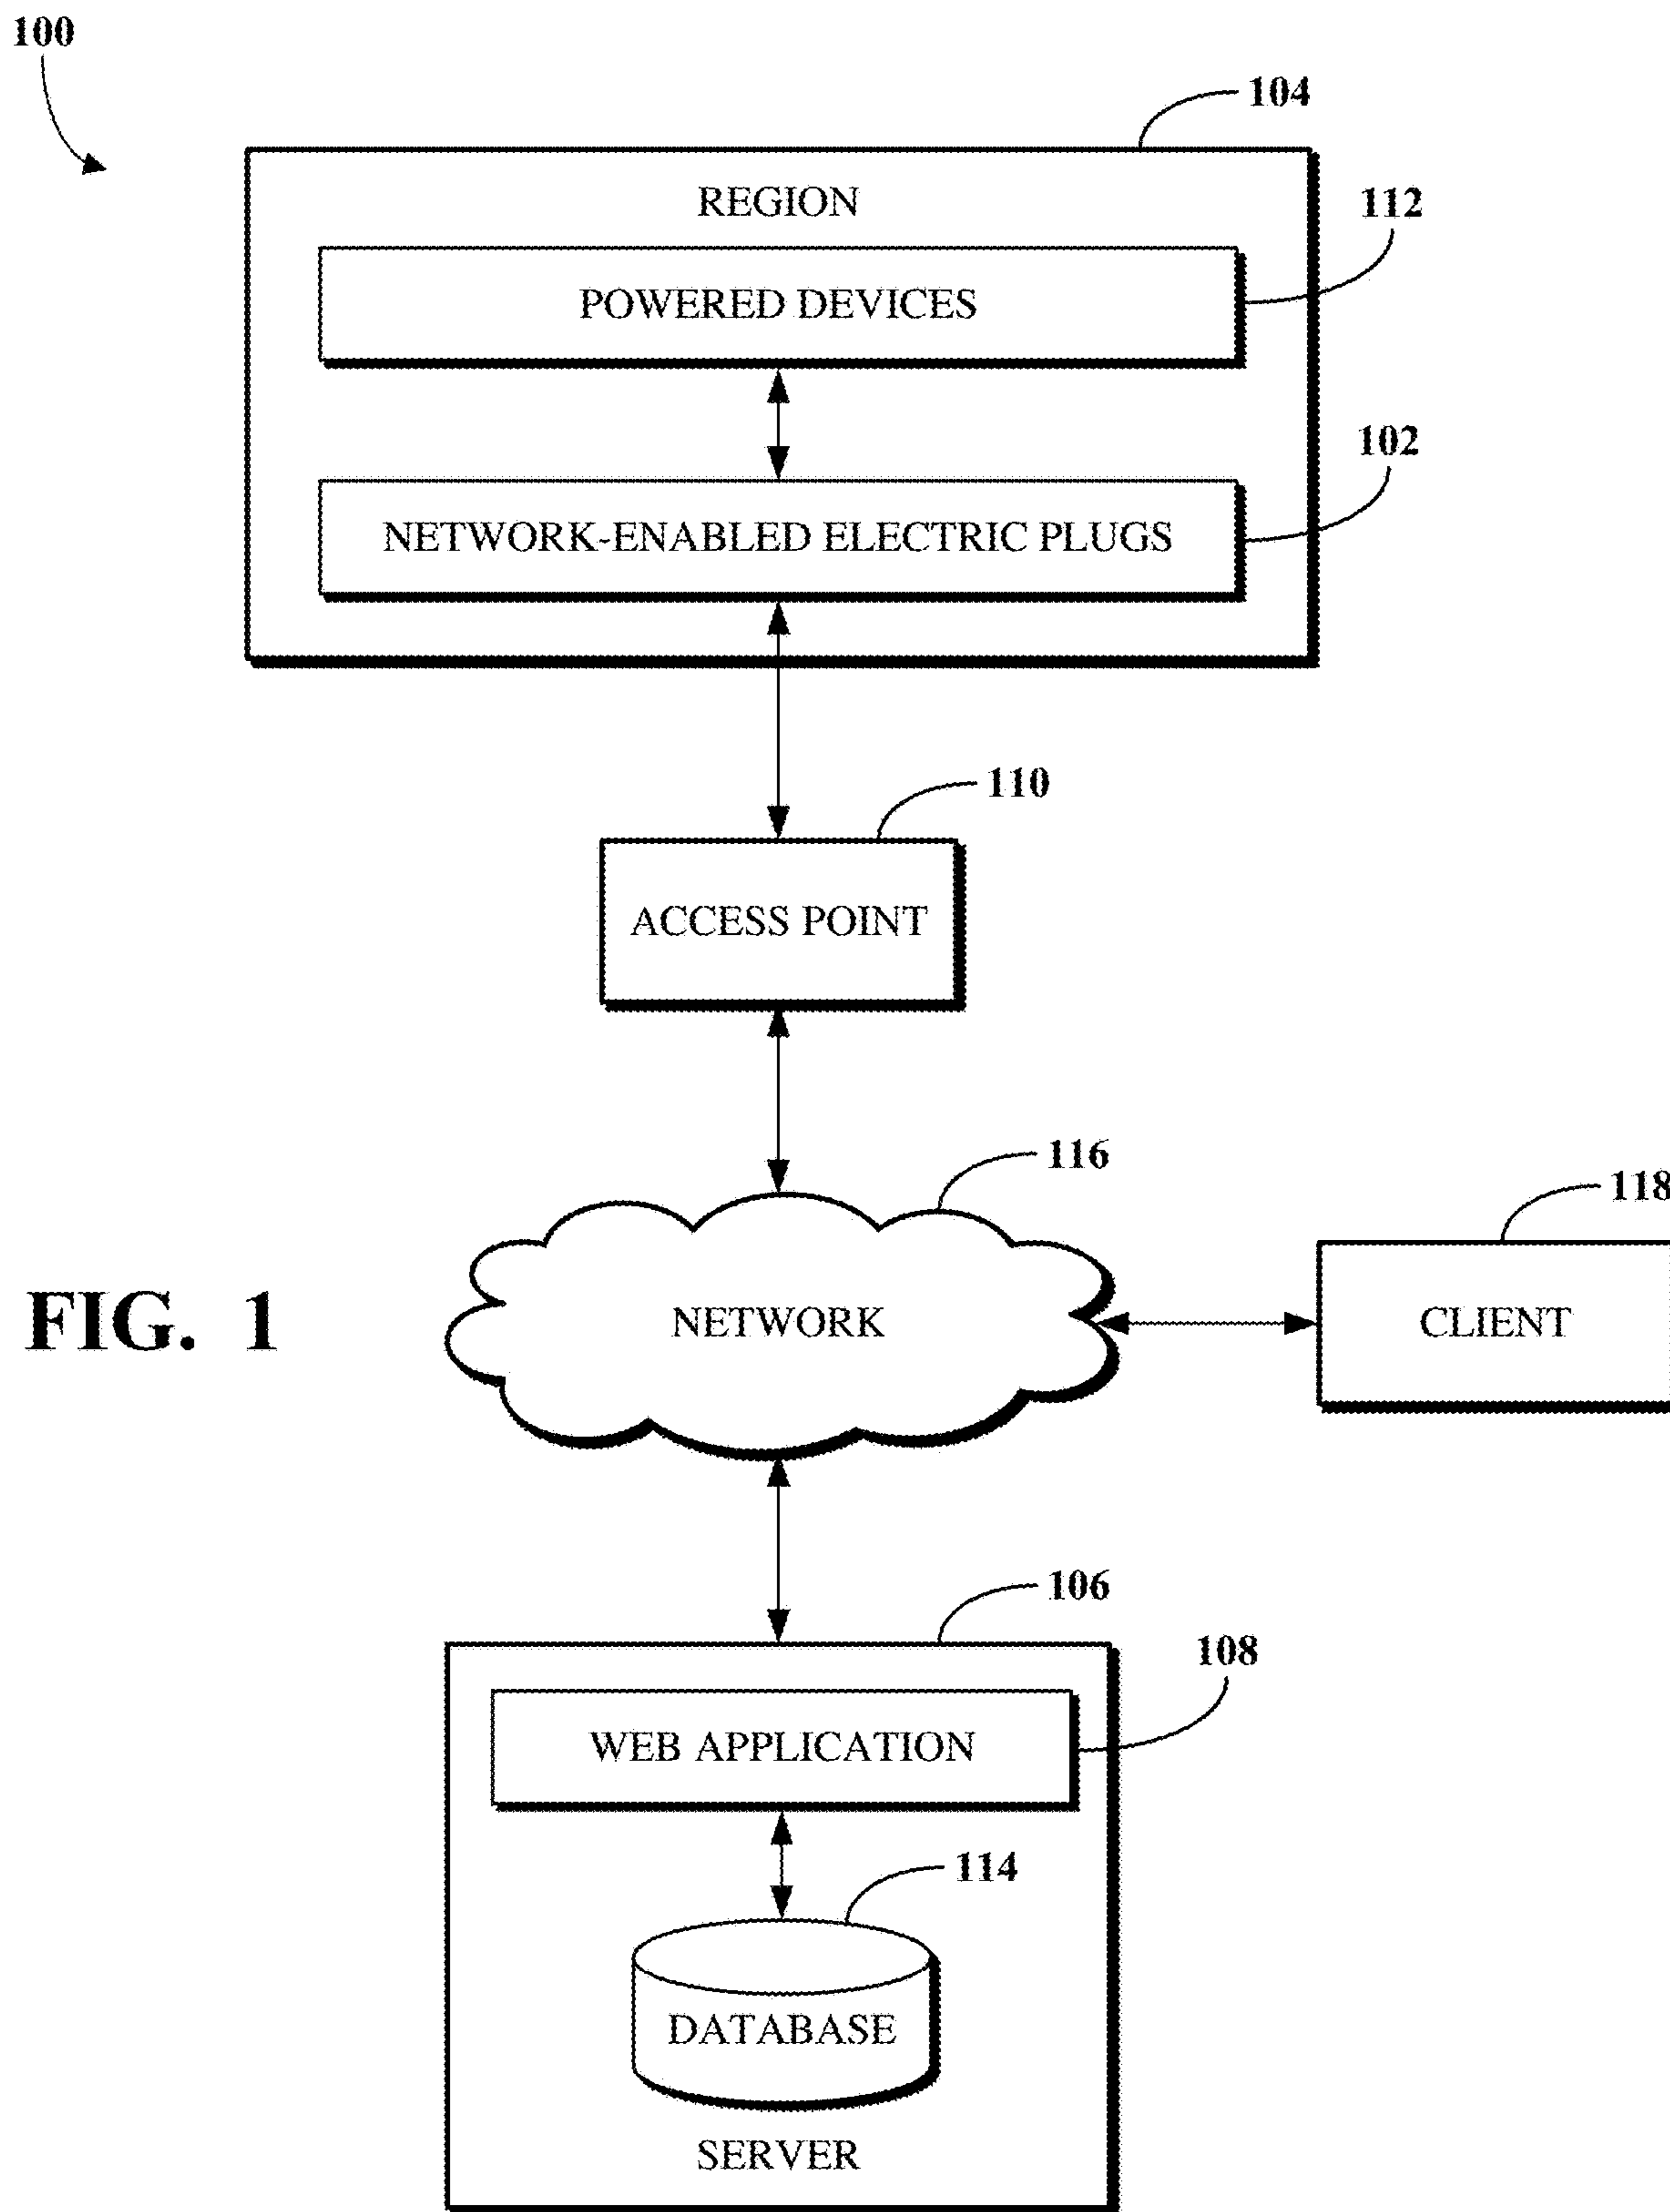 100
104
REGION
112
POWERED DEVICES
102
NETWORK-ENABLED ELECTRIC PLUGS
110
ACCESS POINT
116
118
FIG. 1
NETWORK
CLIENT
106
108
WEB APPLICATION
114
DATABASE
SERVER